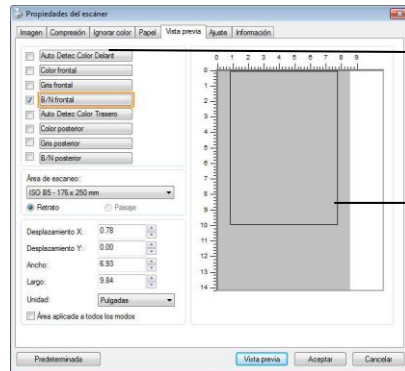 Propiedades del escáner
Imagen Compresión Ignorar color Papel Vista previa Ajuste Información
Auto Detec Color Delant
Color frontal
Gris frontal
B/N frontal
Auto Detec Color Trasero
Color posterior
Gris posterior
B/N posterior
Área de escaneo:
ISO B5 - 176 x 250 mm
Retrato Paisaje
Desplazamiento X: 0.78
Desplazamiento Y: 0.00
Ancho: 6.93
Largo: 9.84
Unidad: Pulgadas
Área aplicada a todos los modos
0 1 2 3 4 5 6 7 8 9
0
1
2
3
4
5
6
7
8
9
10
11
12
13
14
Predeterminada Vista previa Aceptar Cancelar